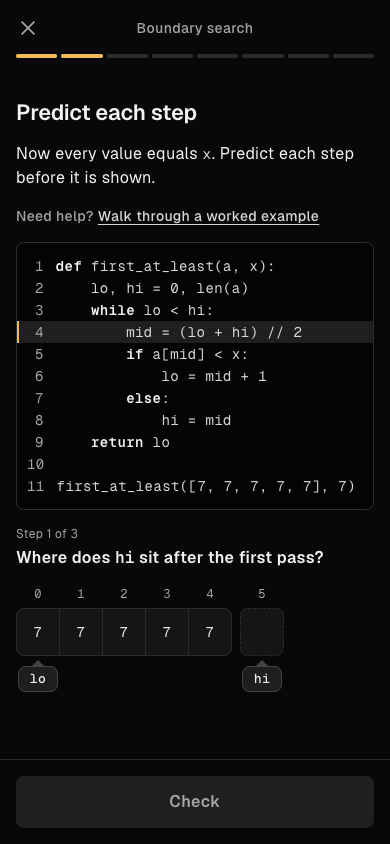 Boundary search
Predict each step
Now every value equals x. Predict each step
before it is shown.
Need help? Walk through a worked example
1 def first_at_least(a, x):
2     lo, hi = 0, len(a)
3     while lo < hi:
4         mid = (lo + hi) // 2
5         if a[mid] < x:
6             lo = mid + 1
7         else:
8             hi = mid
9     return lo
10
11 first_at_least([7, 7, 7, 7, 7], 7)
Step 1 of 3
Where does hi sit after the first pass?
0 1 2 3 4 5
7 7 7 7 7
lo hi
Check